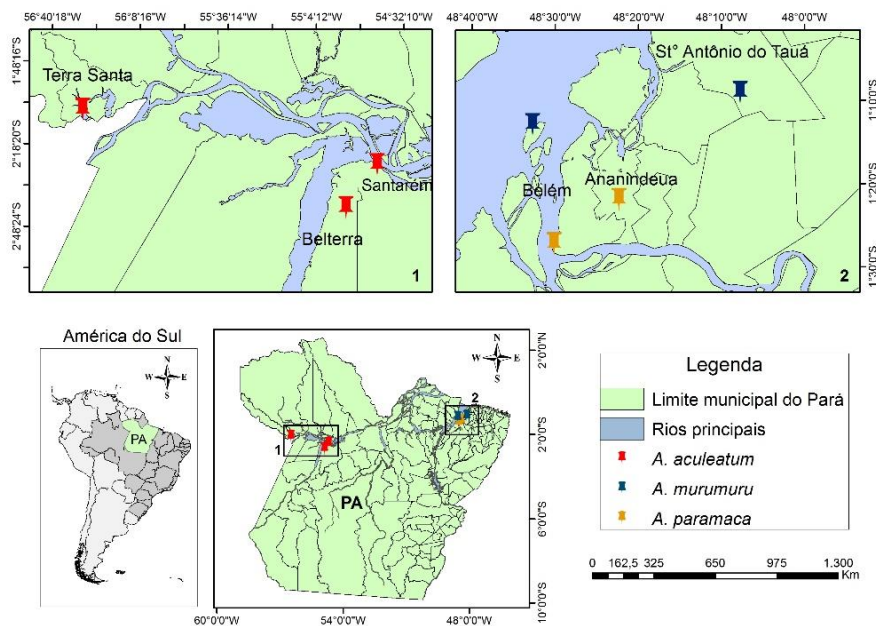 56°40'18"W 56°8'16"W 55°36'14"W 55°4'12"W 54°32'10"W
1°48'16"S
2°18'20"S
2°48'24"S
Terra Santa
Santarém
Belterra
1
48°40'W 48°30'W 48°20'W 48°10'W 48°0'W
St° Antônio do Tauá
Ananindeua
Belém
2
1°10'0"S
1°20'0"S
1°30'0"S
América do Sul
N
W E
S
PA
N
W E
S
2
1
PA
2°0'0"N
2°0'0"S
6°0'0"S
10°0'0"S
60°0'0"W 54°0'0"W 48°0'0"W
Legenda
Limite municipal do Pará
Rios principais
A. aculeatum
A. murumuru
A. paramaca
0 162,5 325 650 975 1.300
Km